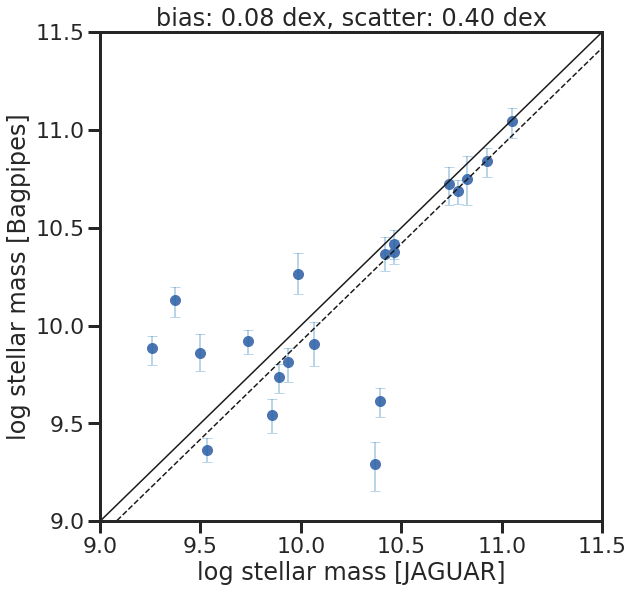 bias: 0.08 dex, scatter: 0.40 dex
11.5
11.0
10.5
10.0
9.5
9.0
log stellar mass [Bagpipes]
9.0 9.5 10.0 10.5 11.0 11.5
log stellar mass [JAGUAR]